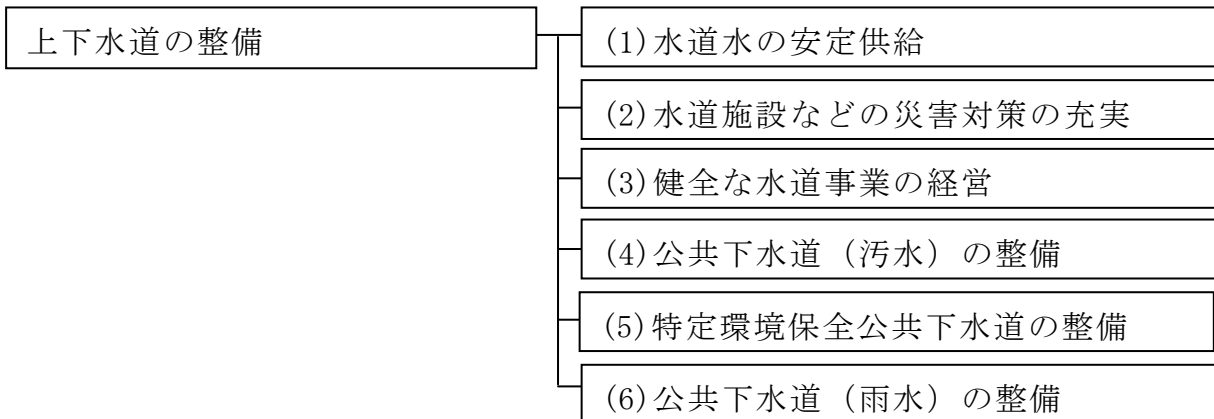 上下水道の整備
(1)水道水の安定供給
(2)水道施設などの災害対策の充実
(3)健全な水道事業の経営
(4)公共下水道（汚水）の整備
(5)特定環境保全公共下水道の整備
(6)公共下水道（雨水）の整備